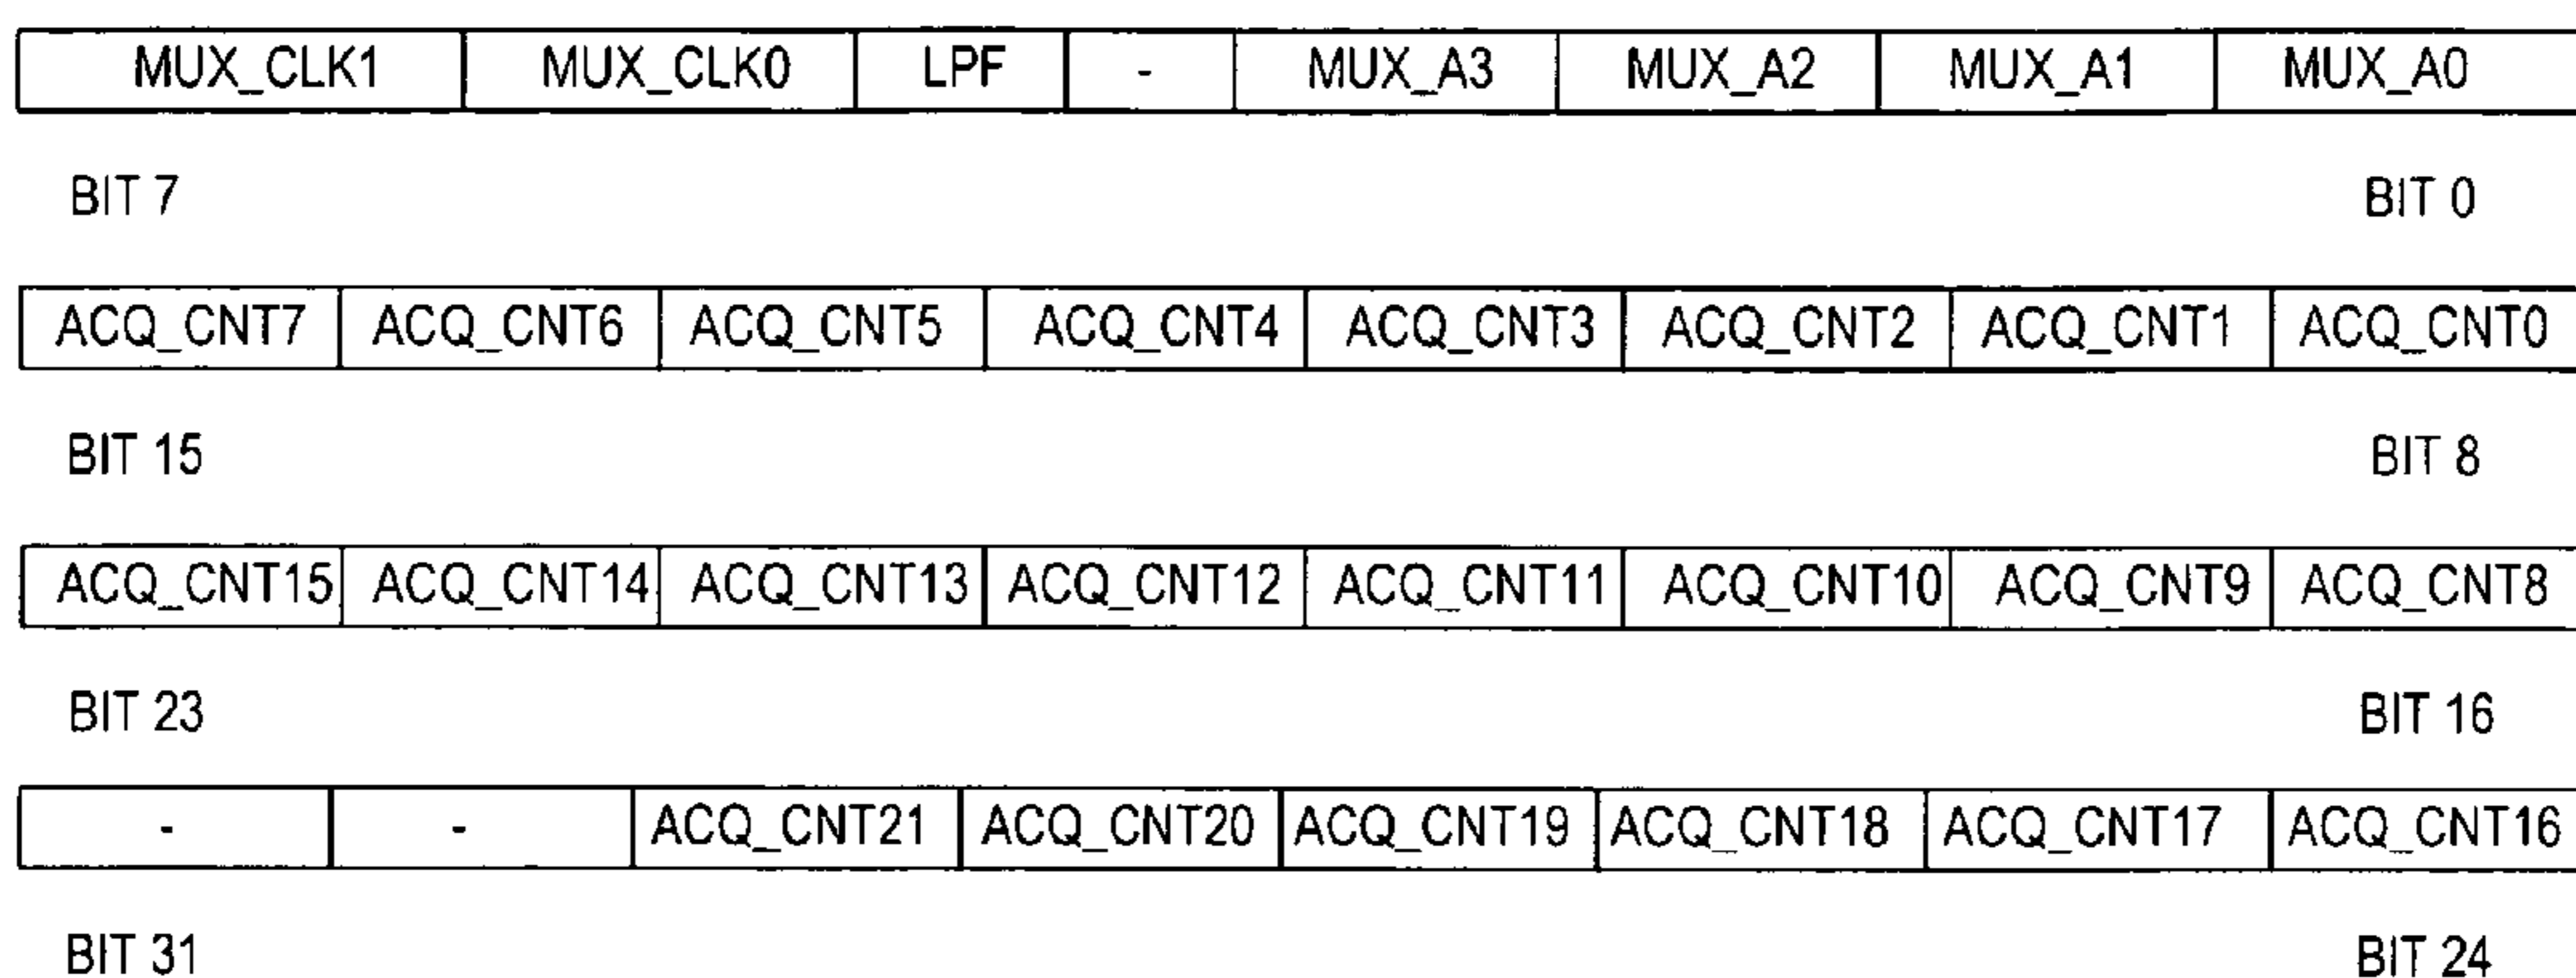 MUX_CLK1 MUX_CLK0 LPF - MUX_A3 MUX_A2 MUX_A1 MUX_A0
BIT 7 BIT 0
ACQ_CNT7 ACQ_CNT6 ACQ_CNT5 ACQ_CNT4 ACQ_CNT3 ACQ_CNT2 ACQ_CNT1 ACQ_CNT0
BIT 15 BIT 8
ACQ_CNT15 ACQ_CNT14 ACQ_CNT13 ACQ_CNT12 ACQ_CNT11 ACQ_CNT10 ACQ_CNT9 ACQ_CNT8
BIT 23 BIT 16
- - ACQ_CNT21 ACQ_CNT20 ACQ_CNT19 ACQ_CNT18 ACQ_CNT17 ACQ_CNT16
BIT 31 BIT 24